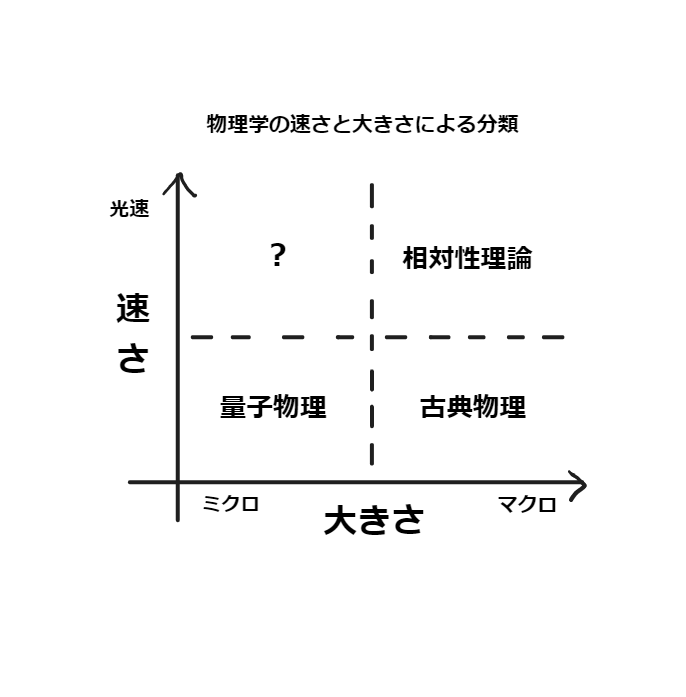 物理学の速さと大きさによる分類
光速
?
相対性理論
速さ
量子物理
古典物理
ミクロ
大きさ
マクロ